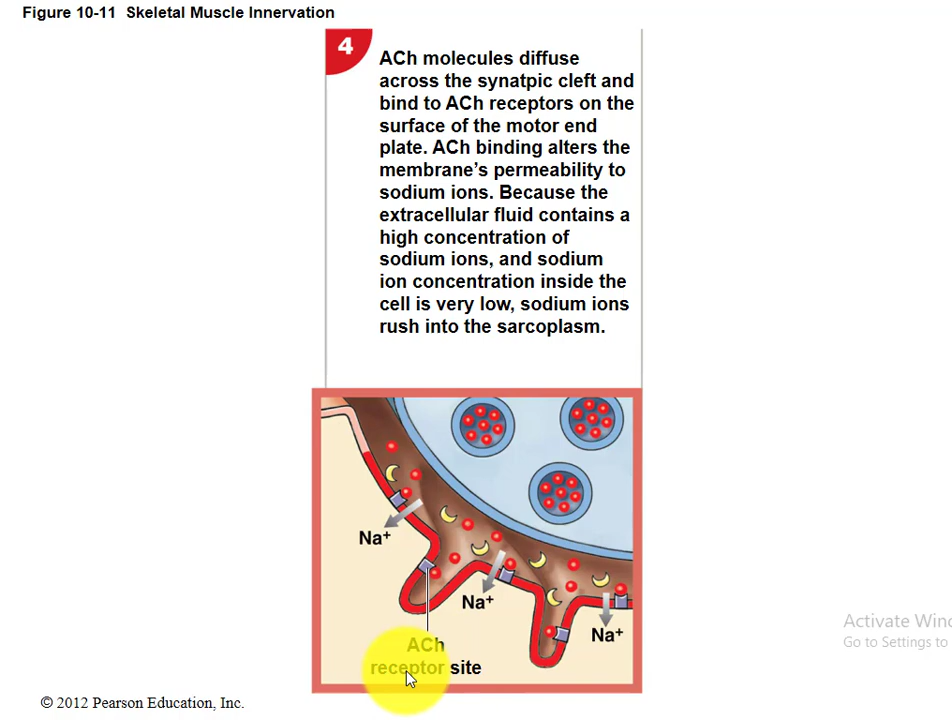 Figure 10-11 Skeletal Muscle Innervation
4
ACh molecules diffuse
across the synatpic cleft and
bind to ACh receptors on the
surface of the motor end
plate. ACh binding alters the
membrane's permeability to
sodium ions. Because the
extracellular fluid contains a
high concentration of
sodium ions, and sodium
ion concentration inside the
cell is very low, sodium ions
rush into the sarcoplasm.
Na+
Na+
Na+
ACh
receptor site
Activate Wind
Go to Settings to
© 2012 Pearson Education, Inc.